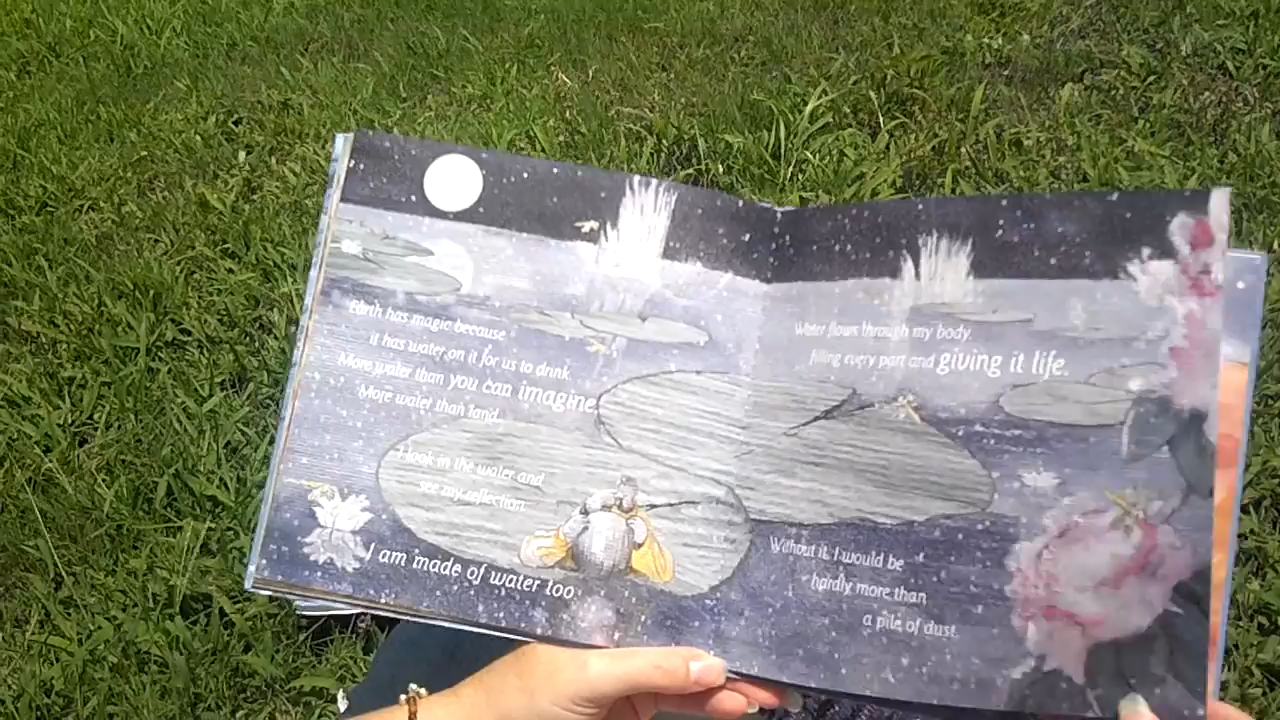 Earth has magic because
it has water on it for us to drink.
More water than you can imagine.
More water than land.
I look in the water and
see my reflection.
I am made of water too.
Water flows through my body,
filling every part and giving it life.
Without it, I would be
hardly more than
a pile of dust.